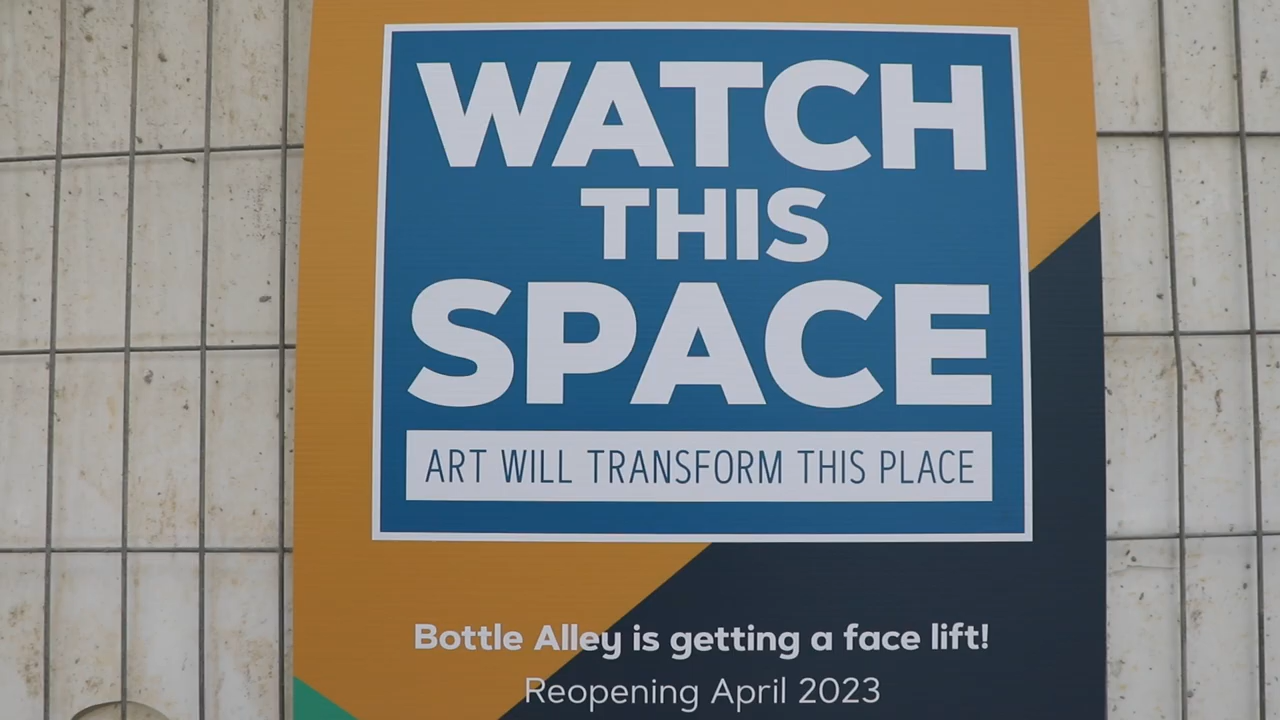 WATCH
THIS
SPACE
ART WILL TRANSFORM THIS PLACE
Bottle Alley is getting a face lift!
Reopening April 2023